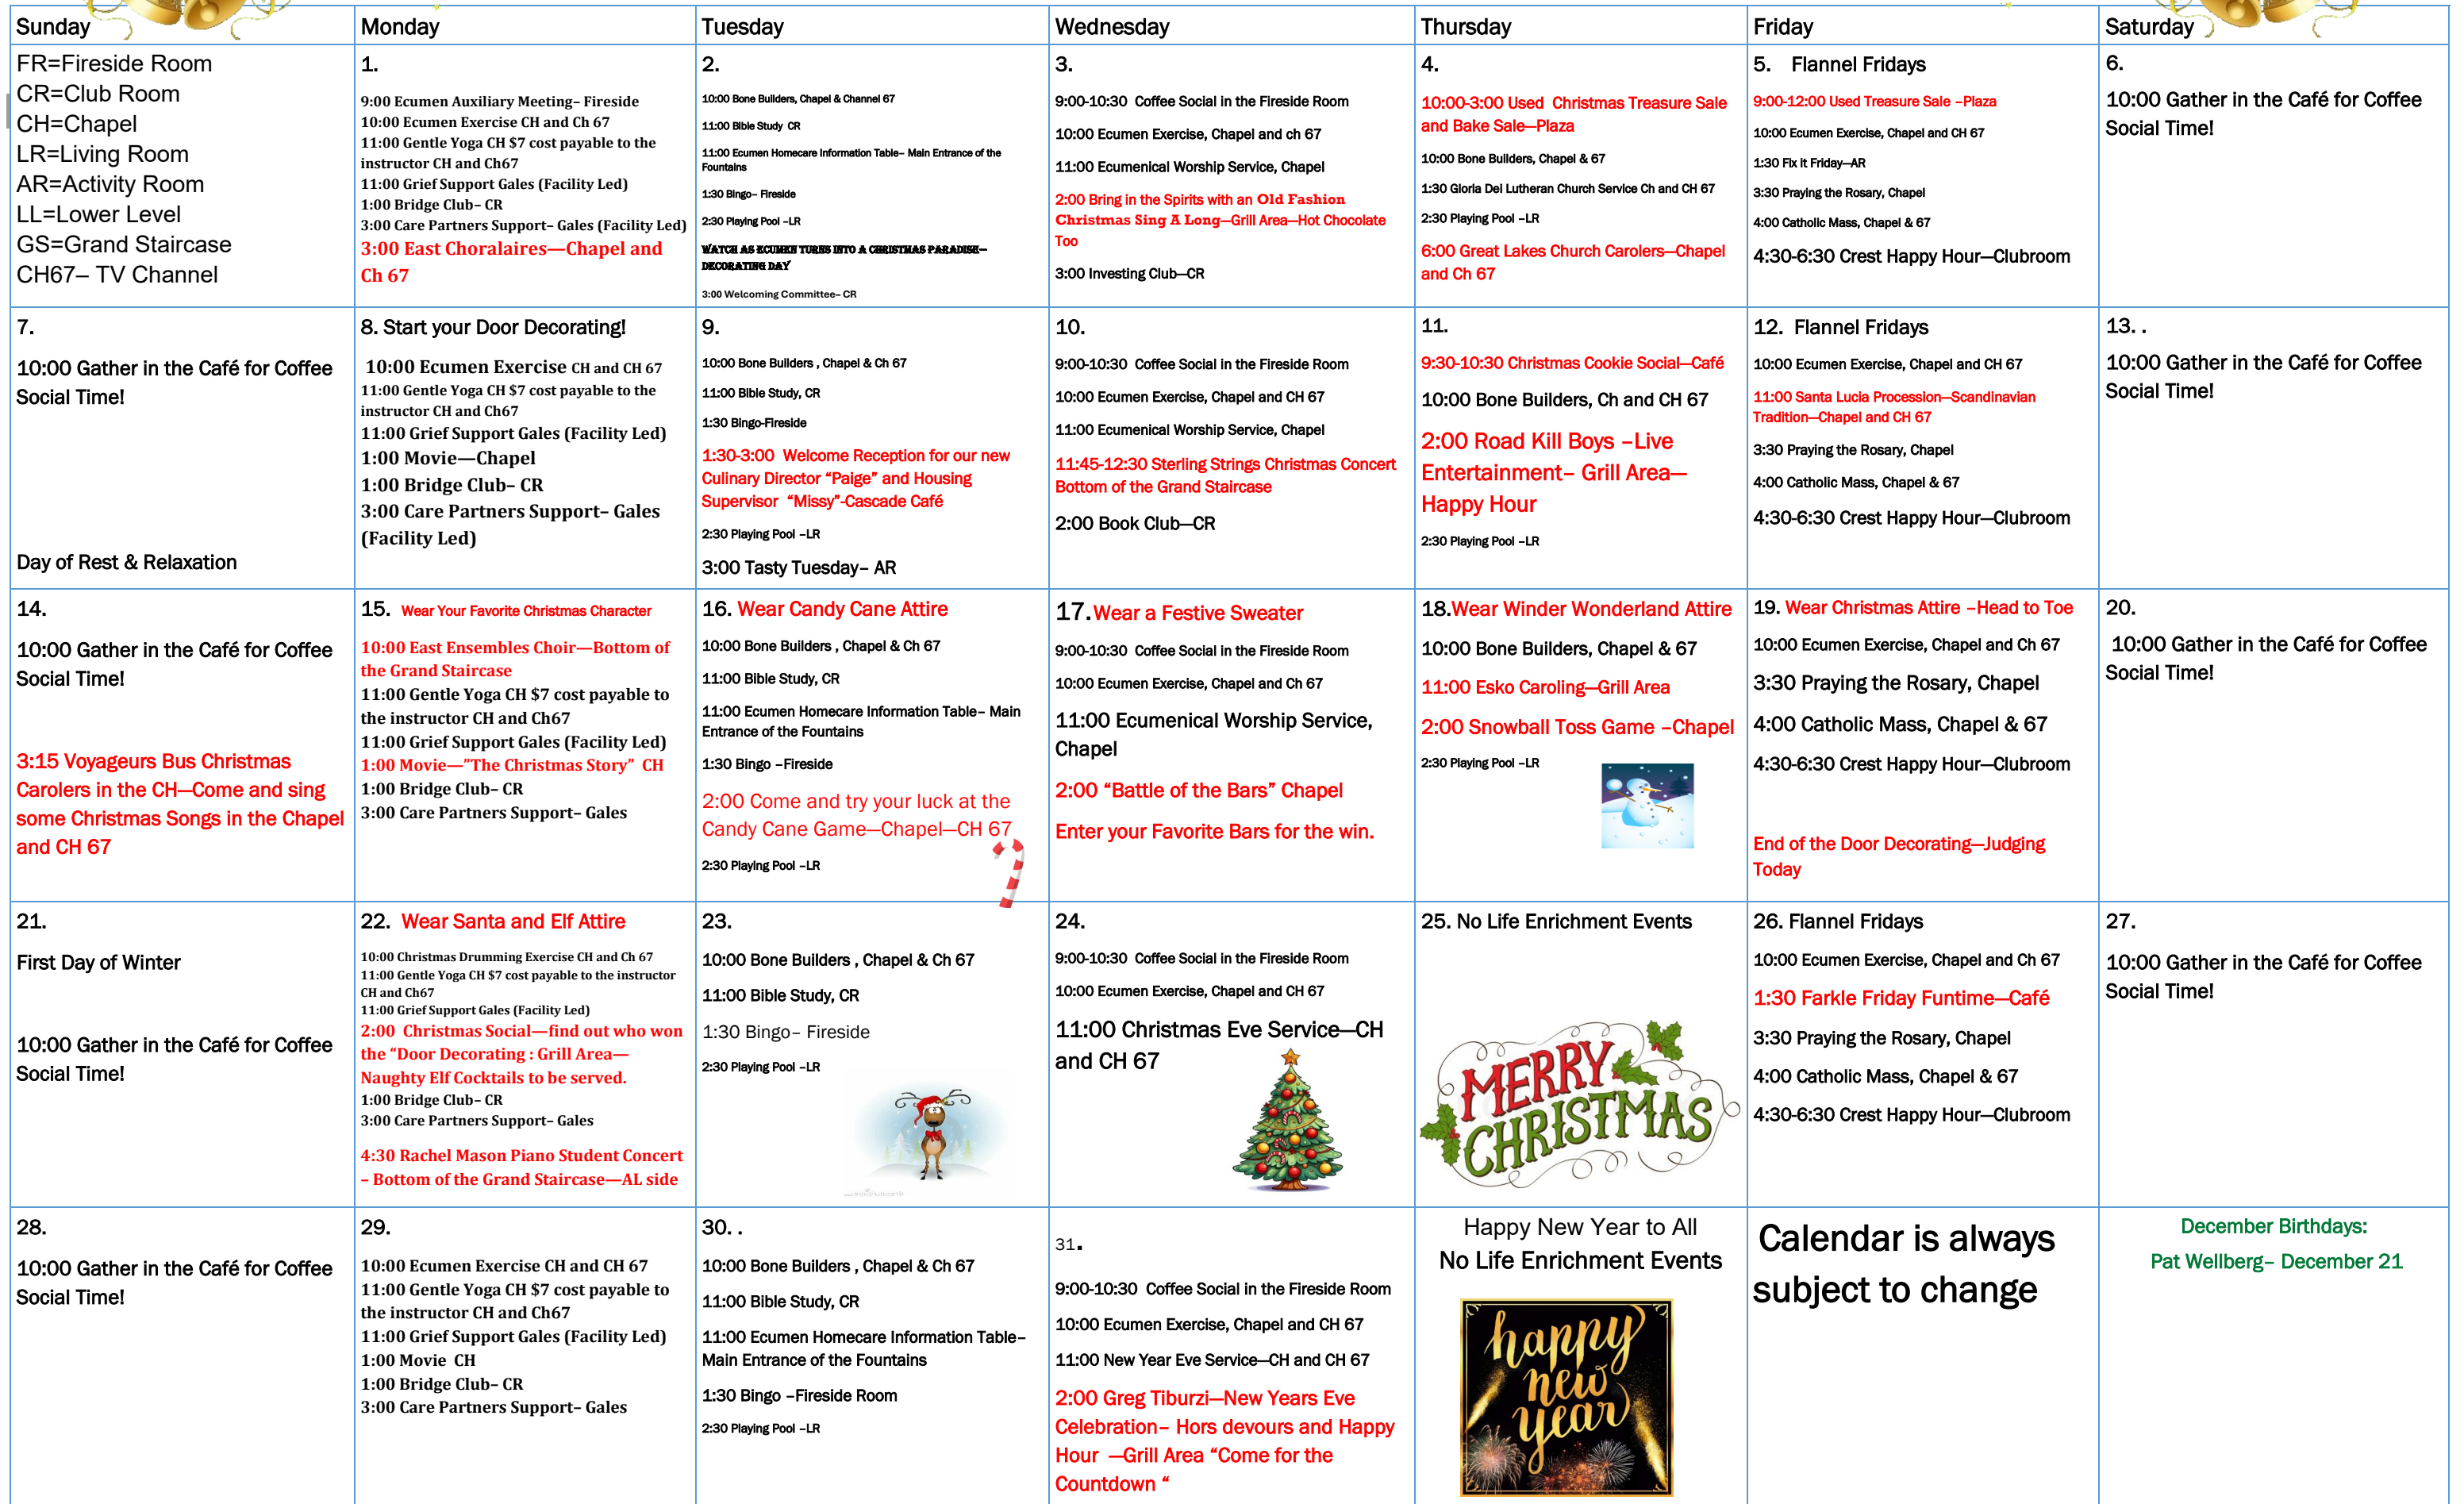 Sunday
Monday
Tuesday
Wednesday
Thursday
Friday
Saturday
FR=Fireside Room
CR=Club Room
CH=Chapel
LR=Living Room
AR=Activity Room
LL=Lower Level
GS=Grand Staircase
CH67– TV Channel
1.
9:00 Ecumen Auxiliary Meeting– Fireside
10:00 Ecumen Exercise CH and Ch 67
11:00 Gentle Yoga CH $7 cost payable to the
instructor CH and Ch67
11:00 Grief Support Gales (Facility Led)
1:00 Bridge Club– CR
3:00 Care Partners Support– Gales (Facility Led)
3:00 East Choralaires—Chapel and
Ch 67
2.
10:00 Bone Builders, Chapel & Channel 67
11:00 Bible Study CR
11:00 Ecumen Homecare Information Table– Main Entrance of the
Fountains
1:30 Bingo– Fireside
2:30 Playing Pool –LR
WATCH AS ECUMEN TURNS INTO A CHRISTMAS PARADISE—
DECORATING DAY
3:00 Welcoming Committee– CR
3.
9:00-10:30 Coffee Social in the Fireside Room
10:00 Ecumen Exercise, Chapel and ch 67
11:00 Ecumenical Worship Service, Chapel
2:00 Bring in the Spirits with an Old Fashion
Christmas Sing A Long—Grill Area—Hot Chocolate
Too
3:00 Investing Club—CR
4.
10:00-3:00 Used Christmas Treasure Sale
and Bake Sale—Plaza
10:00 Bone Builders, Chapel & 67
1:30 Gloria Dei Lutheran Church Service Ch and CH 67
2:30 Playing Pool –LR
6:00 Great Lakes Church Carolers—Chapel
and Ch 67
5. Flannel Fridays
9:00-12:00 Used Treasure Sale –Plaza
10:00 Ecumen Exercise, Chapel and CH 67
1:30 Fix it Friday—AR
3:30 Praying the Rosary, Chapel
4:00 Catholic Mass, Chapel & 67
4:30-6:30 Crest Happy Hour—Clubroom
6.
10:00 Gather in the Café for Coffee
Social Time!
7.
10:00 Gather in the Café for Coffee
Social Time!
Day of Rest & Relaxation
8. Start your Door Decorating!
10:00 Ecumen Exercise CH and CH 67
11:00 Gentle Yoga CH $7 cost payable to the
instructor CH and Ch67
11:00 Grief Support Gales (Facility Led)
1:00 Movie—Chapel
1:00 Bridge Club– CR
3:00 Care Partners Support– Gales
(Facility Led)
9.
10:00 Bone Builders , Chapel & Ch 67
11:00 Bible Study, CR
1:30 Bingo-Fireside
1:30-3:00 Welcome Reception for our new
Culinary Director “Paige” and Housing
Supervisor “Missy”-Cascade Café
2:30 Playing Pool –LR
3:00 Tasty Tuesday– AR
10.
9:00-10:30 Coffee Social in the Fireside Room
10:00 Ecumen Exercise, Chapel and CH 67
11:00 Ecumenical Worship Service, Chapel
11:45-12:30 Sterling Strings Christmas Concert
Bottom of the Grand Staircase
2:00 Book Club—CR
11.
9:30-10:30 Christmas Cookie Social—Café
10:00 Bone Builders, Ch and CH 67
2:00 Road Kill Boys –Live
Entertainment– Grill Area—
Happy Hour
2:30 Playing Pool –LR
12. Flannel Fridays
10:00 Ecumen Exercise, Chapel and CH 67
11:00 Santa Lucia Procession—Scandinavian
Tradition—Chapel and CH 67
3:30 Praying the Rosary, Chapel
4:00 Catholic Mass, Chapel & 67
4:30-6:30 Crest Happy Hour—Clubroom
13. .
10:00 Gather in the Café for Coffee
Social Time!
14.
10:00 Gather in the Café for Coffee
Social Time!
3:15 Voyageurs Bus Christmas
Carolers in the CH—Come and sing
some Christmas Songs in the Chapel
and CH 67
15. Wear Your Favorite Christmas Character
10:00 East Ensembles Choir—Bottom of
the Grand Staircase
11:00 Gentle Yoga CH $7 cost payable to
the instructor CH and Ch67
11:00 Grief Support Gales (Facility Led)
1:00 Movie—”The Christmas Story” CH
1:00 Bridge Club– CR
3:00 Care Partners Support– Gales
16. Wear Candy Cane Attire
10:00 Bone Builders , Chapel & Ch 67
11:00 Bible Study, CR
11:00 Ecumen Homecare Information Table– Main
Entrance of the Fountains
1:30 Bingo –Fireside
2:00 Come and try your luck at the
Candy Cane Game—Chapel—CH 67
2:30 Playing Pool –LR
17.Wear a Festive Sweater
9:00-10:30 Coffee Social in the Fireside Room
10:00 Ecumen Exercise, Chapel and Ch 67
11:00 Ecumenical Worship Service,
Chapel
2:00 “Battle of the Bars” Chapel
Enter your Favorite Bars for the win.
18.Wear Winder Wonderland Attire
10:00 Bone Builders, Chapel & 67
11:00 Esko Caroling—Grill Area
2:00 Snowball Toss Game –Chapel
2:30 Playing Pool –LR
19. Wear Christmas Attire –Head to Toe
10:00 Ecumen Exercise, Chapel and Ch 67
3:30 Praying the Rosary, Chapel
4:00 Catholic Mass, Chapel & 67
4:30-6:30 Crest Happy Hour—Clubroom
End of the Door Decorating—Judging
Today
20.
10:00 Gather in the Café for Coffee
Social Time!
21.
First Day of Winter
10:00 Gather in the Café for Coffee
Social Time!
22. Wear Santa and Elf Attire
10:00 Christmas Drumming Exercise CH and Ch 67
11:00 Gentle Yoga CH $7 cost payable to the instructor
CH and Ch67
11:00 Grief Support Gales (Facility Led)
2:00 Christmas Social—find out who won
the “Door Decorating : Grill Area—
Naughty Elf Cocktails to be served.
1:00 Bridge Club– CR
3:00 Care Partners Support– Gales
4:30 Rachel Mason Piano Student Concert
– Bottom of the Grand Staircase—AL side
23.
10:00 Bone Builders , Chapel & Ch 67
11:00 Bible Study, CR
1:30 Bingo– Fireside
2:30 Playing Pool –LR
24.
9:00-10:30 Coffee Social in the Fireside Room
10:00 Ecumen Exercise, Chapel and CH 67
11:00 Christmas Eve Service—CH
and CH 67
25. No Life Enrichment Events
MERRY
CHRISTMAS
26. Flannel Fridays
10:00 Ecumen Exercise, Chapel and Ch 67
1:30 Farkle Friday Funtime—Café
3:30 Praying the Rosary, Chapel
4:00 Catholic Mass, Chapel & 67
4:30-6:30 Crest Happy Hour—Clubroom
27.
10:00 Gather in the Café for Coffee
Social Time!
28.
10:00 Gather in the Café for Coffee
Social Time!
29.
10:00 Ecumen Exercise CH and CH 67
11:00 Gentle Yoga CH $7 cost payable to
the instructor CH and Ch67
11:00 Grief Support Gales (Facility Led)
1:00 Movie CH
1:00 Bridge Club– CR
3:00 Care Partners Support– Gales
30. .
10:00 Bone Builders , Chapel & Ch 67
11:00 Bible Study, CR
11:00 Ecumen Homecare Information Table–
Main Entrance of the Fountains
1:30 Bingo –Fireside Room
2:30 Playing Pool –LR
31.
9:00-10:30 Coffee Social in the Fireside Room
10:00 Ecumen Exercise, Chapel and CH 67
11:00 New Year Eve Service—CH and CH 67
2:00 Greg Tiburzi—New Years Eve
Celebration– Hors devours and Happy
Hour —Grill Area “Come for the
Countdown “
Happy New Year to All
No Life Enrichment Events
happy
new
year
Calendar is always
subject to change
December Birthdays:
Pat Wellberg– December 21